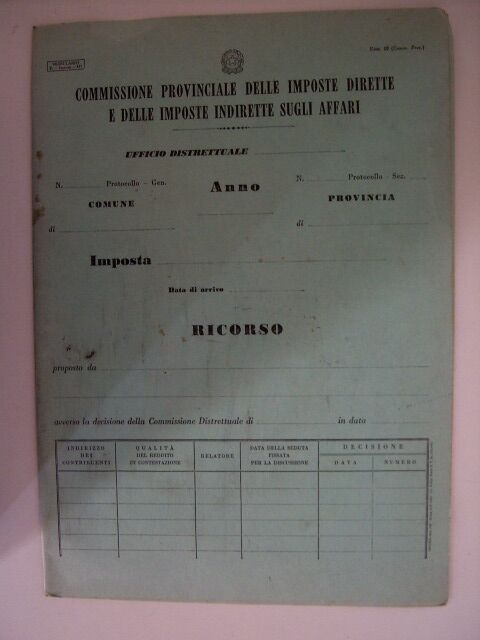 MODULARIO
COMMISSIONE PROVINCIALE DELLE IMPOSTE DIRETTE
E DELLE IMPOSTE INDIRETTE SUGLI AFFARI
UFFICIO DISTRETTUALE
N. Protocollo - Gen.
Anno
N. Protocollo - Sez.
COMUNE
PROVINCIA
di
di
Imposta
Data di arrivo
RICORSO
proposto da
avverso la decisione della Commissione Distrettuale di in data
INDIRIZZO DEI CONTRIBUENTI
QUALITÀ DEL REDDITO IN CONTESTAZIONE
RELATORE
DATA DELLA SEDUTA FISSATA PER LA DISCUSSIONE
DECISIONE
DATA
NUMERO